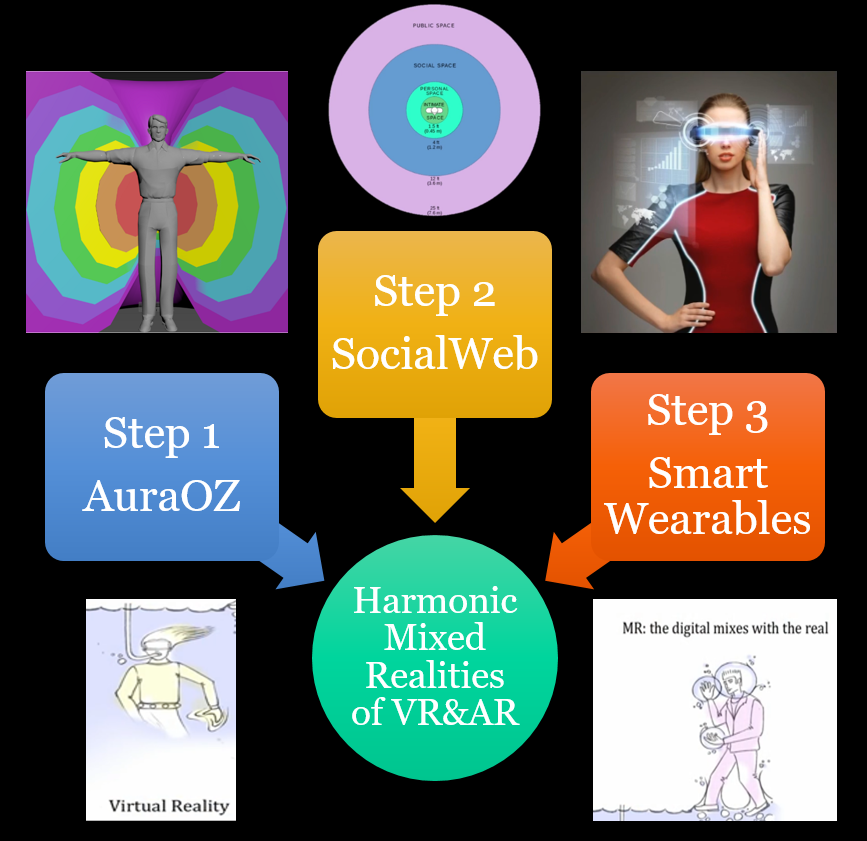 PUBLIC SPACE
SOCIAL SPACE
PERSONAL
SPACE
INTIMATE
SPACE
1.5 ft
(0.45 m)
4 ft
(1.2 m)
12 ft
(3.6 m)
25 ft
(7.6 m)
Step 2
SocialWeb
Step 1
AuraOZ
Step 3
Smart
Wearables
Harmonic
Mixed
Realities
of VR&AR
Virtual Reality
MR: the digital mixes with the real